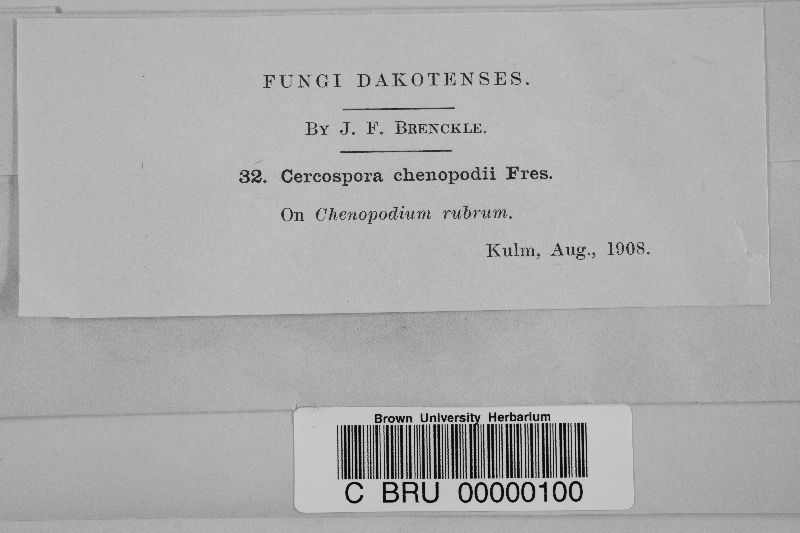 FUNGI DAKOTENSES.
BY J. F. BRENCKLE.
32. Cercospora chenopodii Fres.
On Chenopodium rubrum.
Kulm, Aug., 1908.
Brown University Herbarium
C BRU 00000100